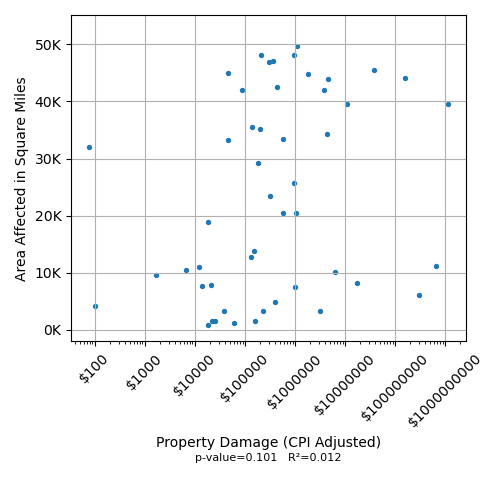 50K
40K
30K
20K
10K
0K
Area Affected in Square Miles
$100
$1000
$10000
$100000
$1000000
$10000000
$100000000
$1000000000
Property Damage (CPI Adjusted)
p-value=0.101 R²=0.012